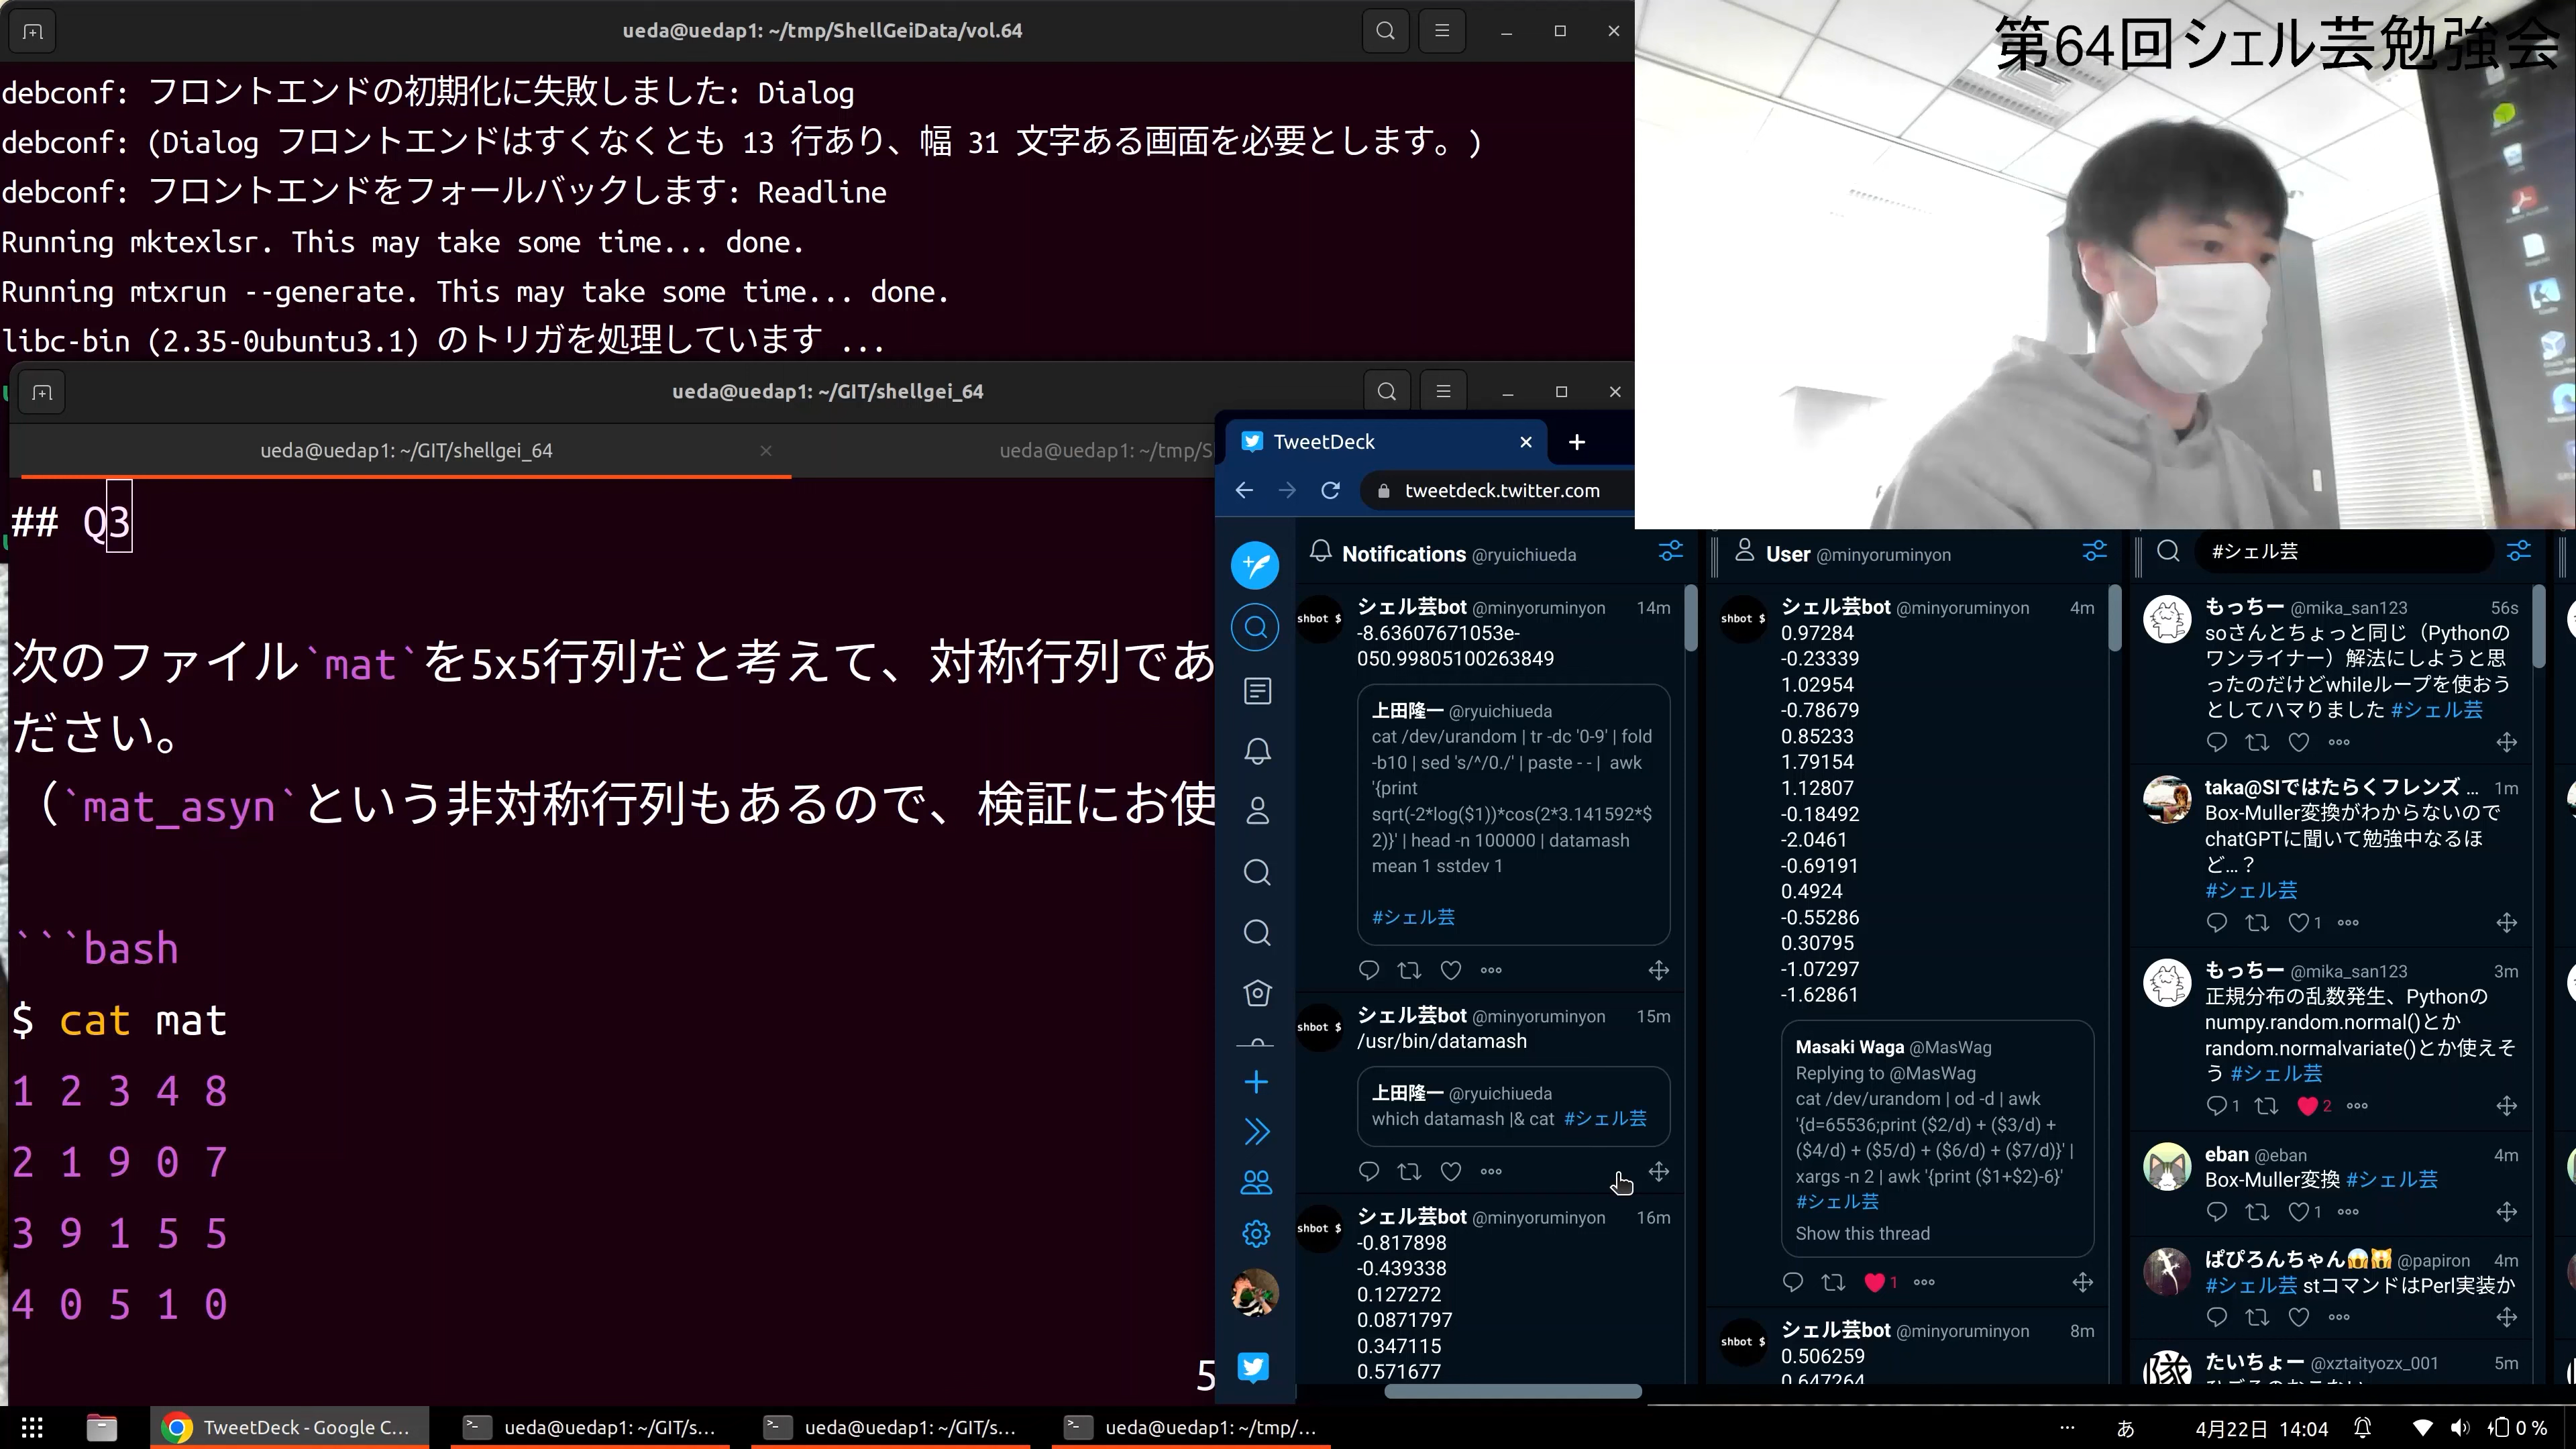 ueda@uedap1: ~/tmp/ShellGeiData/vol.64
debconf: フロントエンドの初期化に失敗しました: Dialog
debconf: (Dialog フロントエンドはすくなくとも 13 行あり、幅 31 文字ある画面を必要とします。)
debconf: フロントエンドをフォールバックします: Readline
Running mktexlsr. This may take some time... done.
Running mtxrun --generate. This may take some time... done.
libc-bin (2.35-0ubuntu3.1) のトリガを処理しています ...
第64回シェル芸勉強会
ueda@uedap1: ~/GIT/shellgei_64
ueda@uedap1: ~/GIT/shellgei_64
ueda@uedap1: ~/tmp/S
## Q3
次のファイル`mat`を5x5行列だと考えて、対称行列であ
ださい。
（`mat_asyn`という非対称行列もあるので、検証にお使
```bash
$ cat mat
1 2 3 4 8
2 1 9 0 7
3 9 1 5 5
4 0 5 1 0
5
TweetDeck
tweetdeck.twitter.com
Notifications @ryuichiueda
シェル芸bot @minyoruminyon 14m
-8.63607671053e-
050.99805100263849
上田隆一 @ryuichiueda
cat /dev/urandom | tr -dc '0-9' | fold
-b10 | sed 's/^/0./' | paste - - | awk
'{print
sqrt(-2*log($1))*cos(2*3.141592*$
2)}' | head -n 100000 | datamash
mean 1 sstdev 1
#シェル芸
シェル芸bot @minyoruminyon 15m
/usr/bin/datamash
上田隆一 @ryuichiueda
which datamash |& cat #シェル芸
シェル芸bot @minyoruminyon 16m
-0.817898
-0.439338
0.127272
0.0871797
0.347115
0.571677
User @minyoruminyon
シェル芸bot @minyoruminyon 4m
0.97284
-0.23339
1.02954
-0.78679
0.85233
1.79154
1.12807
-0.18492
-2.0461
-0.69191
0.4924
-0.55286
0.30795
-1.07297
-1.62861
Masaki Waga @MasWag
Replying to @MasWag
cat /dev/urandom | od -d | awk
'{d=65536;print ($2/d) + ($3/d) +
($4/d) + ($5/d) + ($6/d) + ($7/d)}' |
xargs -n 2 | awk '{print ($1+$2)-6}'
#シェル芸
Show this thread
1
シェル芸bot @minyoruminyon 8m
0.506259
0.647264
#シェル芸
もっちー @mika_san123 56s
soさんとちょっと同じ（Pythonの
ワンライナー）解法にしようと思
ったのだけどwhileループを使おう
としてハマりました #シェル芸
taka@SIではたらくフレンズ ... 1m
Box-Muller変換がわからないので
chatGPTに聞いて勉強中なるほ
ど...？
#シェル芸
1
もっちー @mika_san123 3m
正規分布の乱数発生、Pythonの
numpy.random.normal()とか
random.normalvariate()とか使えそ
う #シェル芸
1 2
eban @eban 4m
Box-Muller変換 #シェル芸
1
ぱぴろんちゃん😱🙀 @papiron 4m
#シェル芸 stコマンドはPerl実装か
たいちょー @xztaityozx_001 5m
shbot $
shbot $
shbot $
shbot $
shbot $
隊
TweetDeck - Google C...
ueda@uedap1: ~/GIT/s...
ueda@uedap1: ~/GIT/s...
ueda@uedap1: ~/tmp/...
あ
4月22日 14:04
0 %